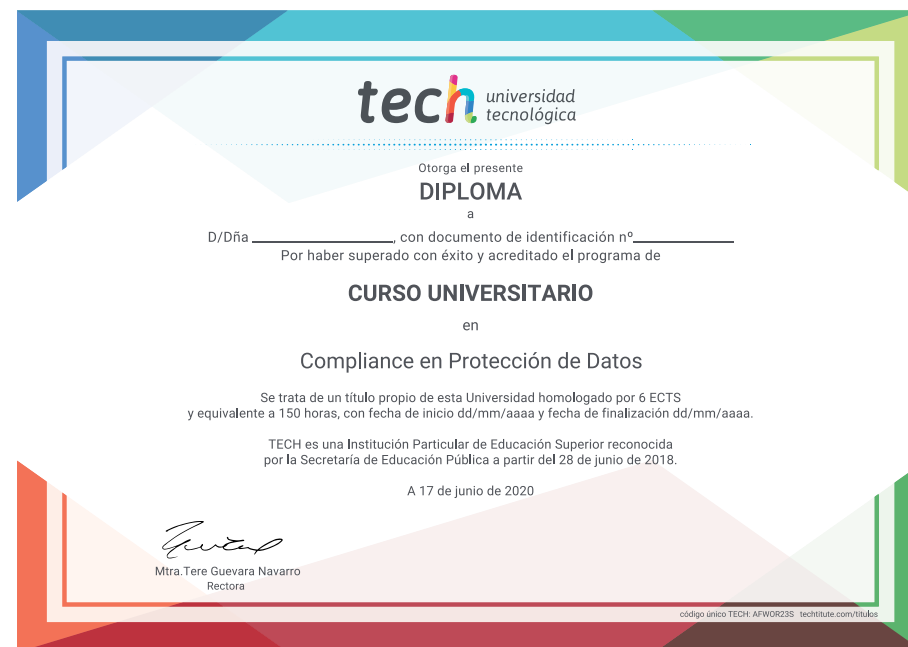 tech universidad
tecnológica
Otorga el presente
DIPLOMA
a
D/Dña ____________, con documento de identificación nº____________
Por haber superado con éxito y acreditado el programa de
CURSO UNIVERSITARIO
en
Compliance en Protección de Datos
Se trata de un título propio de esta Universidad homologado por 6 ECTS
y equivalente a 150 horas, con fecha de inicio dd/mm/aaaa y fecha de finalización dd/mm/aaaa.
TECH es una Institución Particular de Educación Superior reconocida
por la Secretaría de Educación Pública a partir del 28 de junio de 2018.
A 17 de junio de 2020
Mtra.Tere Guevara Navarro
Rectora
código único TECH: AFWOR23S techtitute.com/titulos